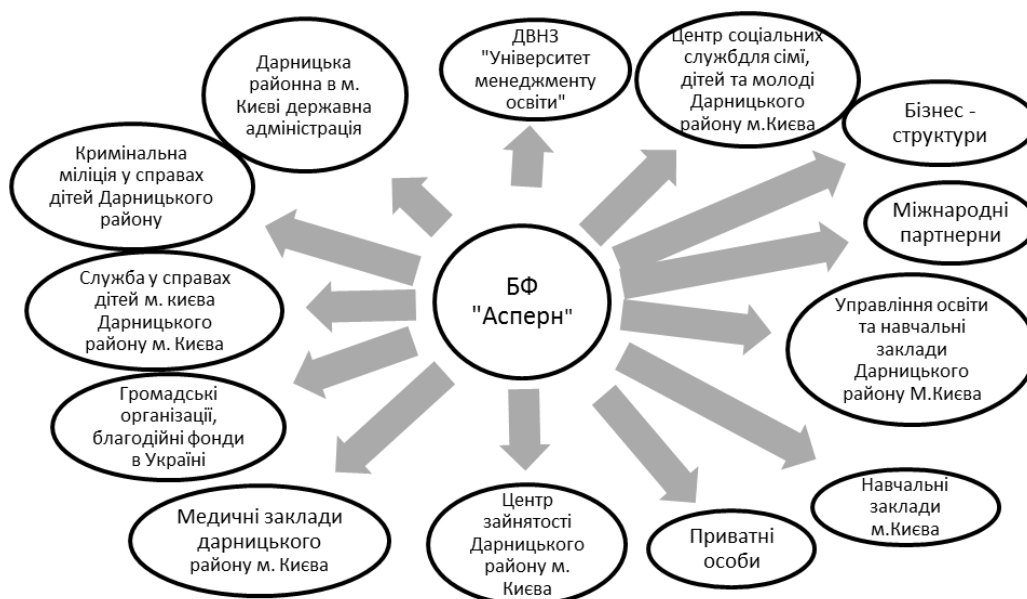 ДВНЗ
"Університет
менеджменту
освіти"
Центр соціальних
службдля сімї,
дітей та молоді
Дарницького
району м.Києва
Бізнес -
структури
Міжнародні
партнерни
Управління освіти
та навчальні
заклади
Дарницького
району М.Києва
Навчальні
заклади
м.Києва
Приватні
особи
Центр
зайнятості
Дарницького
району м.
Києва
Медичні заклади
дарницького
району м. Києва
Громадські
організації,
благодійні фонди
в Україні
Служба у справах
дітей м. києва
Дарницького
району м. Києва
Кримінальна
міліція у справах
дітей Дарницького
району
Дарницька
районна в м.
Києві державна
адміністрація
БФ
"Асперн"